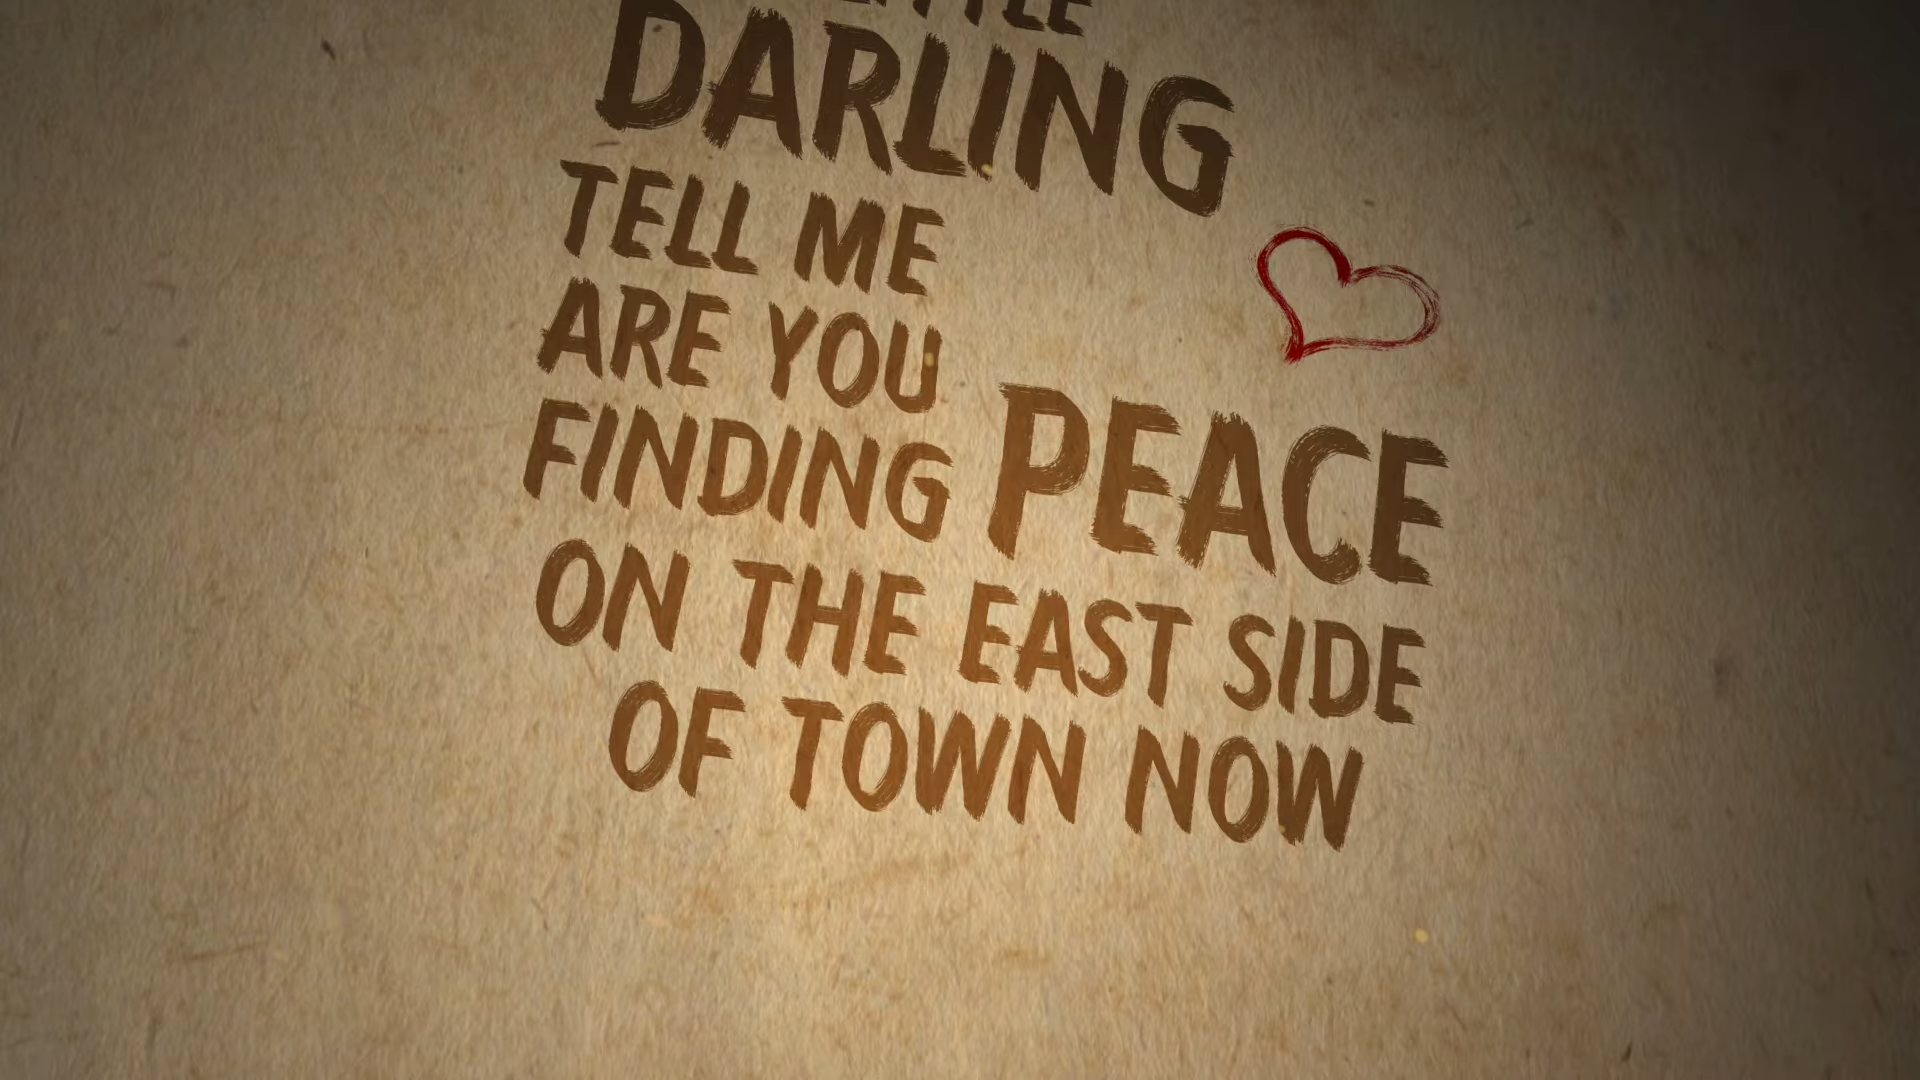 DARLING
TELL ME
ARE YOU
FINDING PEACE
ON THE EAST SIDE
OF TOWN NOW